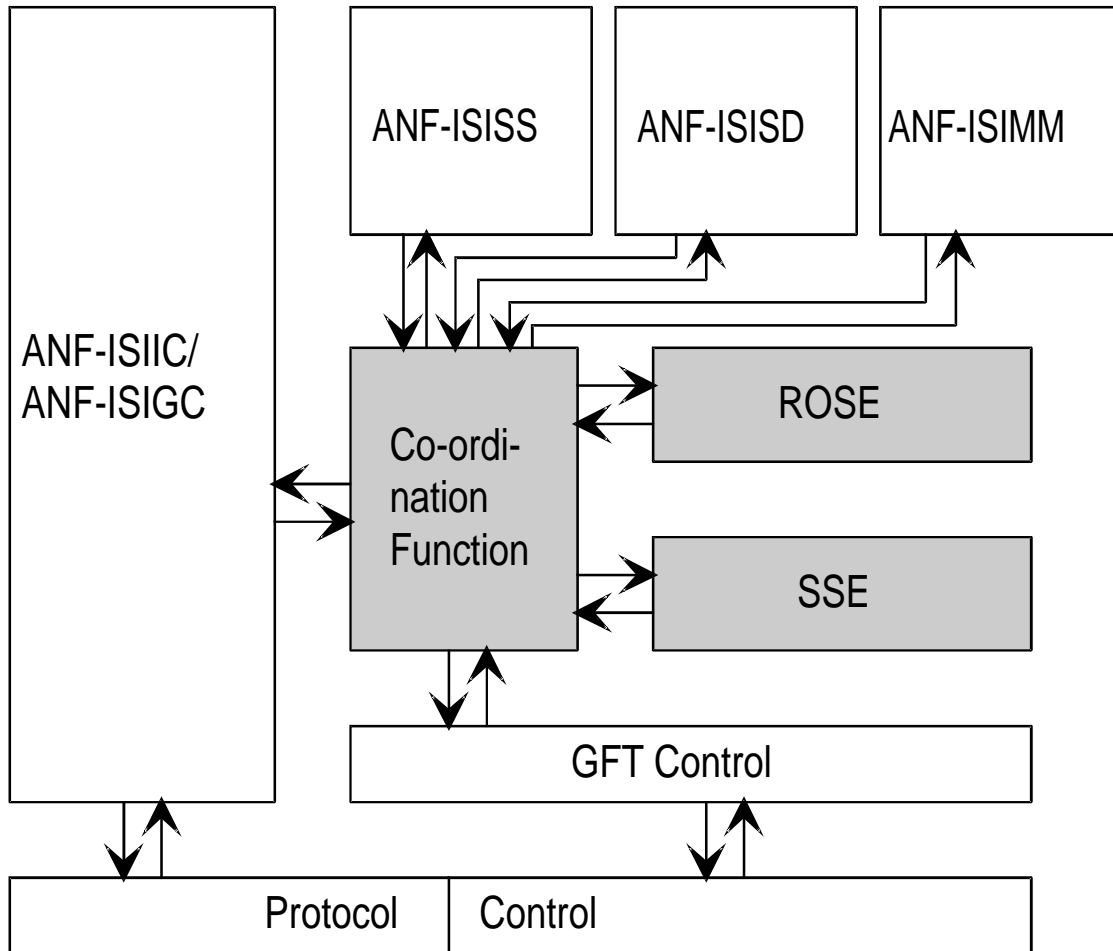 ANF-ISISS
ANF-ISISD
ANF-ISIMM
ANF-ISIIC/
ANF-ISIGC
Co-ordi-
nation
Function
ROSE
SSE
GFT Control
Protocol Control